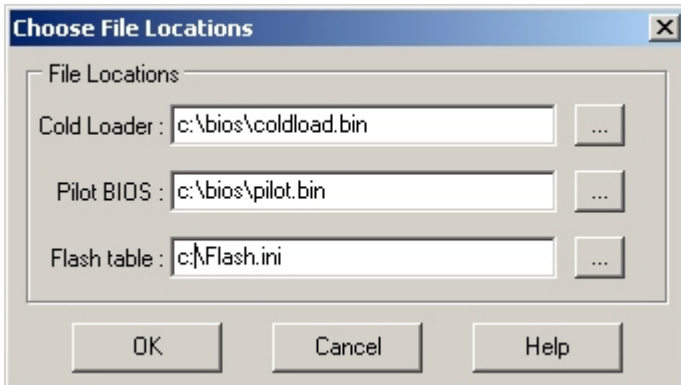 Choose File Locations
File Locations
Cold Loader : c:\bios\coldload.bin ...
Pilot BIOS : c:\bios\pilot.bin ...
Flash table : c:\Flash.ini ...
OK Cancel Help